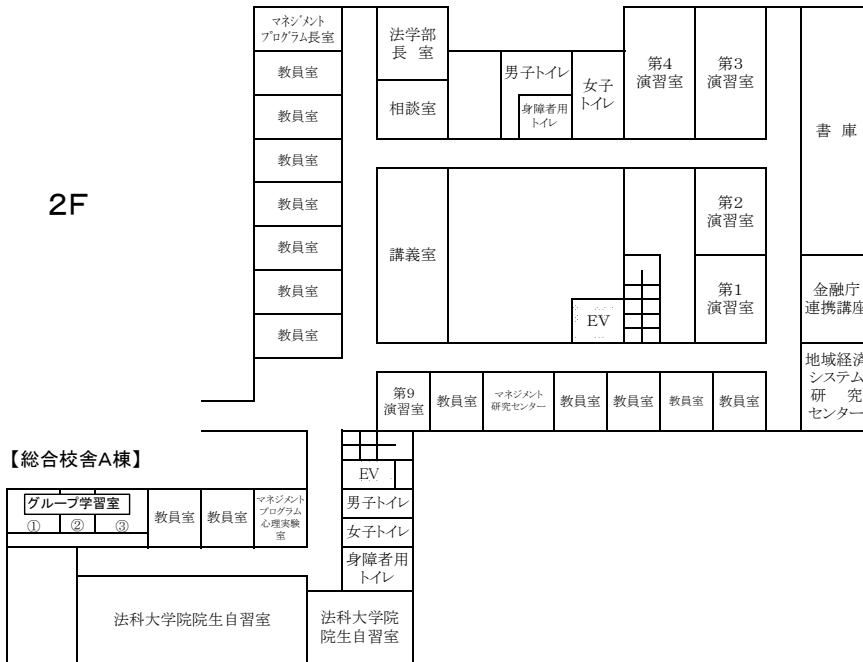 マネジメント
プログラム長室
教員室
教員室
教員室
教員室
教員室
教員室
教員室
法学部
長 室
相談室
男子トイレ
身障者用
トイレ
女子
トイレ
第4
演習室
第3
演習室
書 庫
2F
講義室
EV
第2
演習室
第1
演習室
金融庁
連携講座
地域経済
システム
研 究
センター
第9
演習室
教員室
マネジメント
研究センター
教員室
教員室
教員室
教員室
【総合校舎A棟】
グループ学習室
① ② ③
教員室
教員室
マネジメント
プログラム
心理実験
室
EV
男子トイレ
女子トイレ
身障者用
トイレ
法科大学院院生自習室
法科大学院
院生自習室